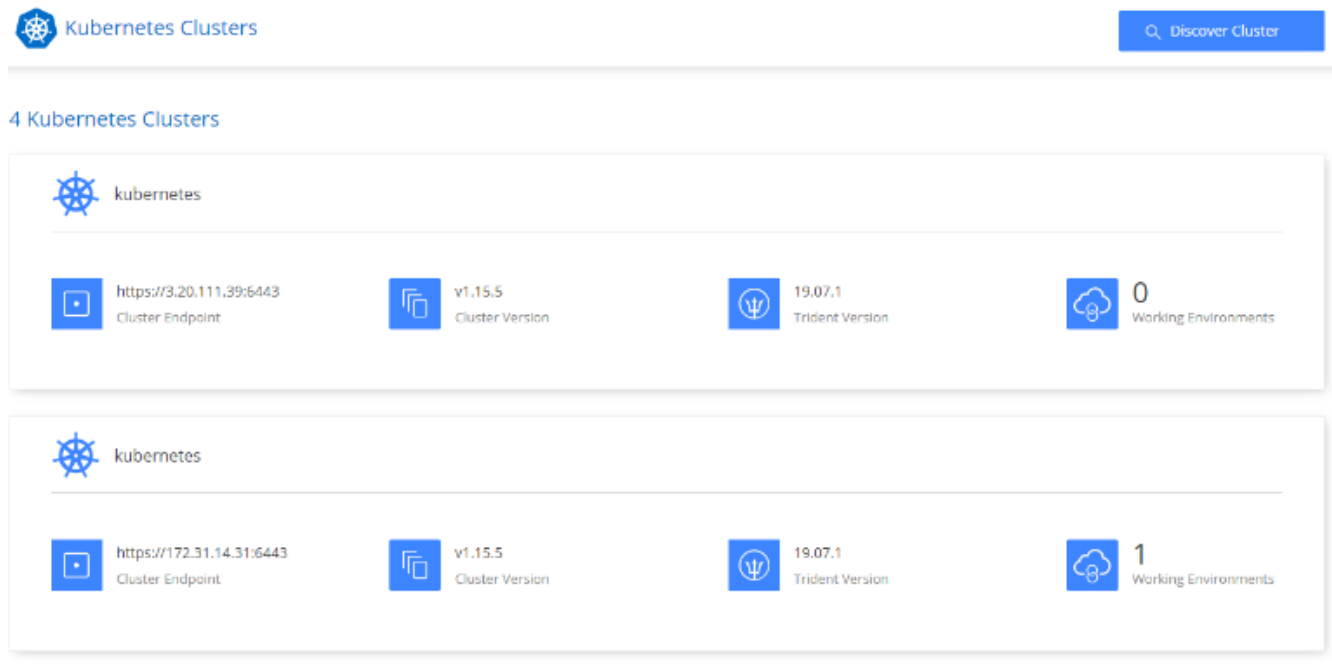 Kubernetes Clusters
Discover Cluster
4 Kubernetes Clusters
kubernetes
https://3.20.111.39:6443
Cluster Endpoint
v1.15.5
Cluster Version
19.07.1
Trident Version
0
Working Environments
kubernetes
https://172.31.14.31:6443
Cluster Endpoint
v1.15.5
Cluster Version
19.07.1
Trident Version
1
Working Environments